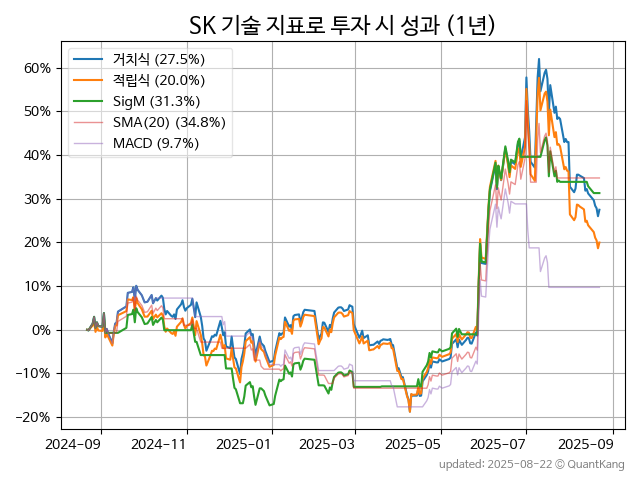 SK 기술 지표로 투자 시 성과 (1년)
거치식 (27.5%)
적립식 (20.0%)
SigM (31.3%)
SMA(20) (34.8%)
MACD (9.7%)
60%
50%
40%
30%
20%
10%
0%
−10%
−20%
2024-09 2024-11 2025-01 2025-03 2025-05 2025-07 2025-09
updated: 2025-08-22 © QuantKang